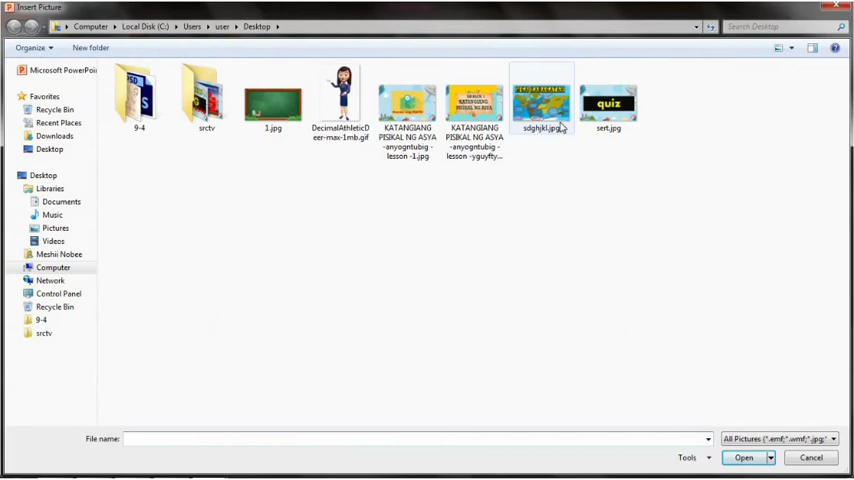 Insert Picture
Computer
Local Disk (C:)
Users
user
Desktop
Search Desktop
Organize
New folder
Microsoft PowerPoin
Favorites
Recycle Bin
Recent Places
Downloads
Desktop
Desktop
Libraries
Documents
Music
Pictures
Videos
Meshii Nobee
Computer
Network
Control Panel
Recycle Bin
9-4
srctv
9-4
srctv
1.jpg
DecimalAthleticD
eer-max-1mb.gif
KATANGIANG
PISIKAL NG ASYA
-anyogntubig -
lesson -1.jpg
KATANGIANG
PISIKAL NG ASYA
-anyogntubig -
lesson -yguyfty...
sdghjkl.jpg
quiz
sert.jpg
File name:
All Pictures (*.emf;*.wmf;*.jpg;*
Tools
Open
Cancel